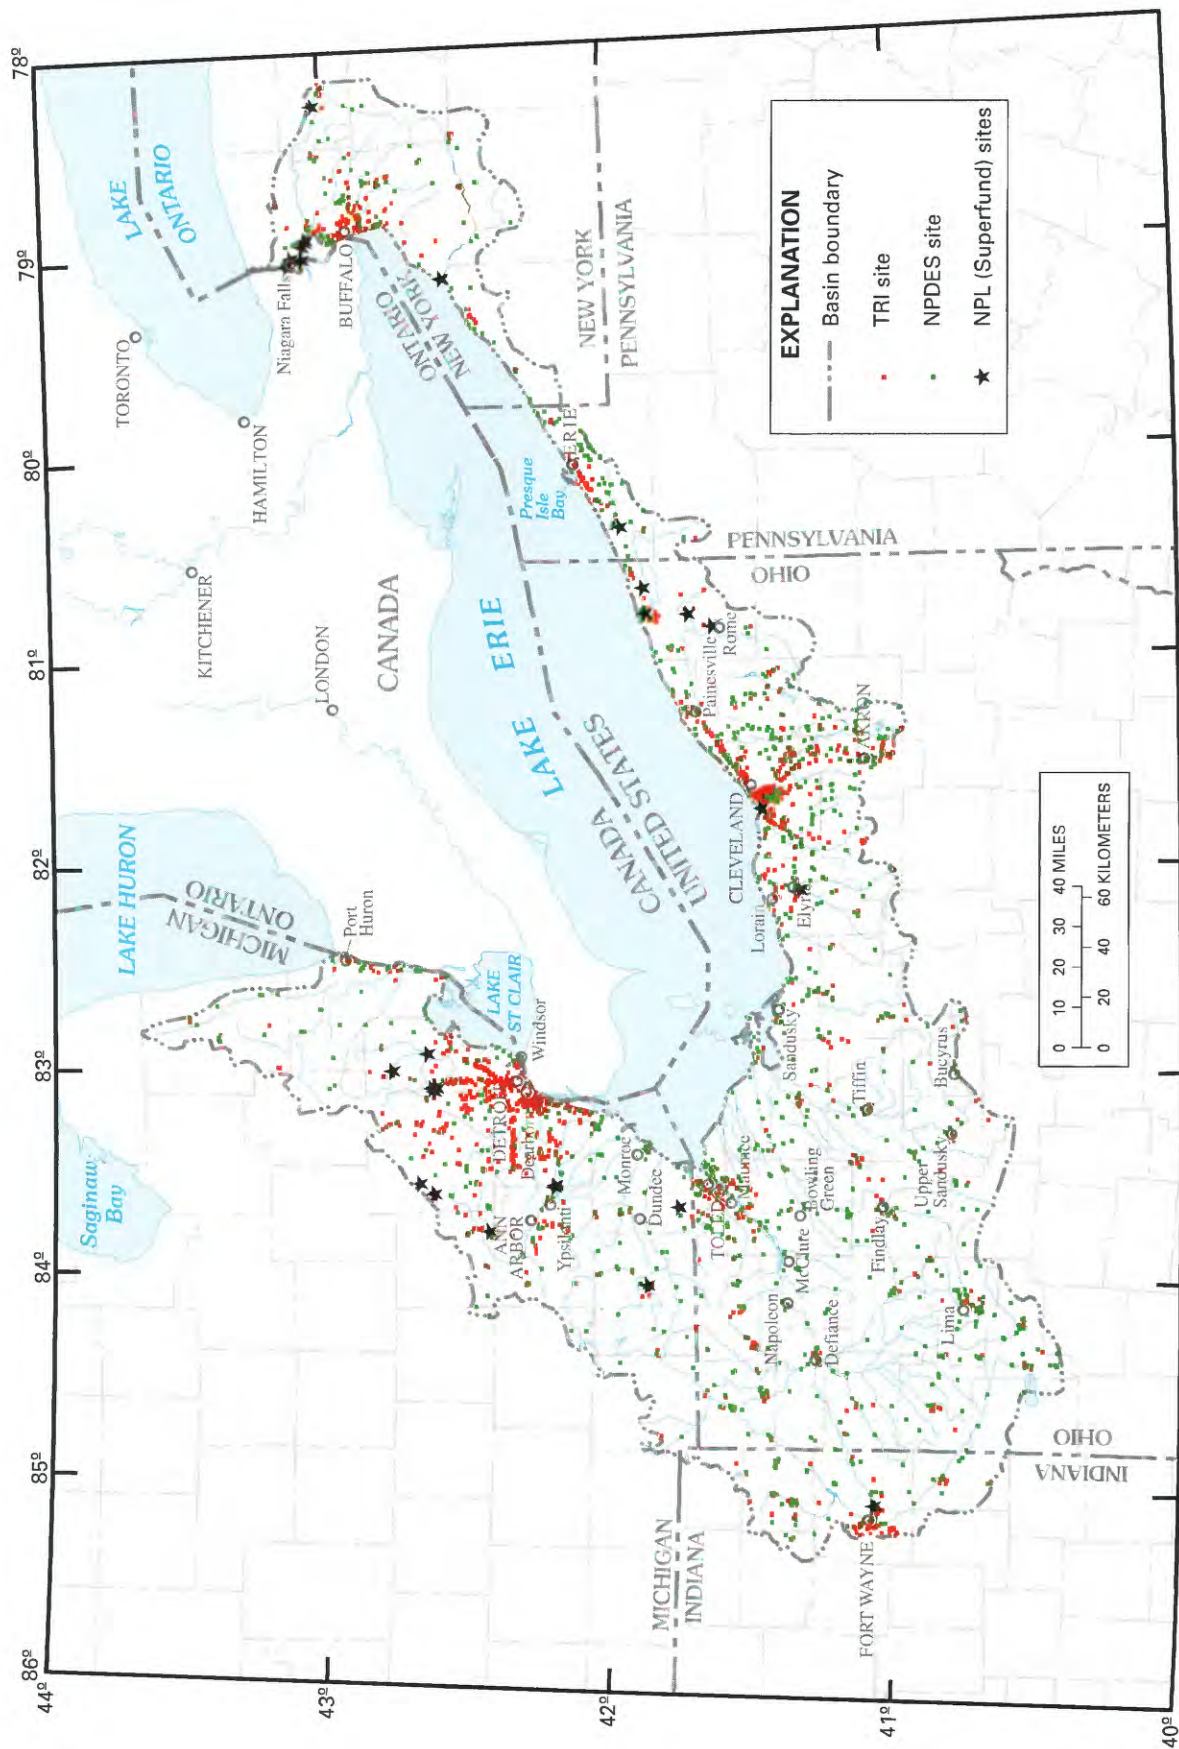 86º
85º
84º
83º
82º
81º
80º
79º
78º
44º
43º
42º
41º
40º
Saginaw
Bay
LAKE HURON
MICHIGAN
ONTARIO
Port
Huron
LAKE
ST CLAIR
Windsor
DETROIT
Dearborn
ANN
ARBOR
Ypsilanti
Monroe
Dundee
KITCHENER
LONDON
CANADA
HAMILTON
TORONTO
LAKE
ONTARIO
Niagara Falls
BUFFALO
ONTARIO
NEW YORK
LAKE ERIE
CANADA
UNITED STATES
Presque
Isle
Bay
ERIE
NEW YORK
PENNSYLVANIA
PENNSYLVANIA
OHIO
Painesville
Rome
CLEVELAND
AKRON
Lorain
Elyria
Sandusky
Bucyrus
Tiffin
Upper
Sandusky
TOLEDO
Maumee
Bowling
Green
McClure
Findlay
Napoleon
Defiance
Lima
MICHIGAN
INDIANA
FORT WAYNE
OHIO
INDIANA
EXPLANATION
Basin boundary
TRI site
NPDES site
NPL (Superfund) sites
0 10 20 30 40 MILES
0 20 40 60 KILOMETERS